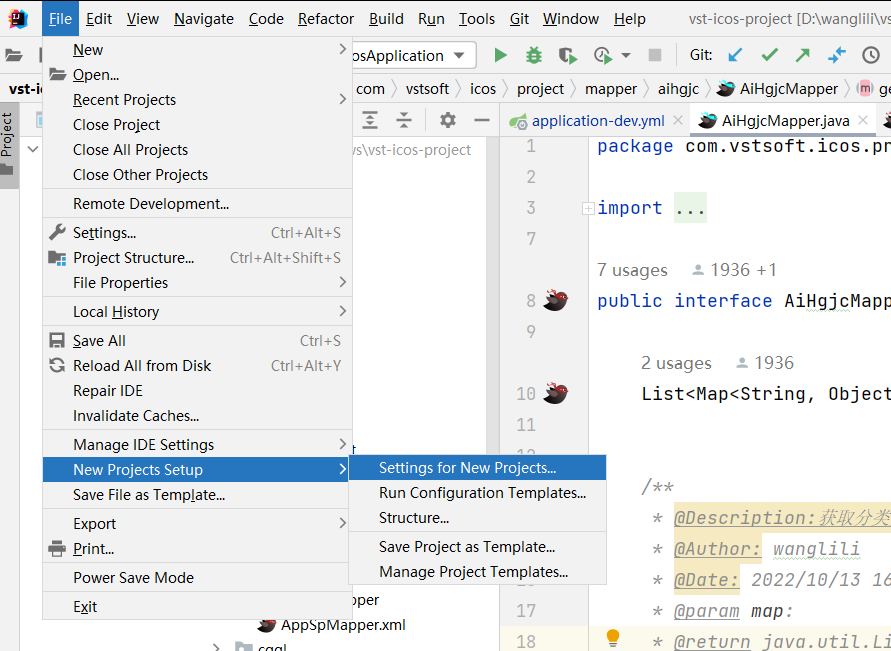 File Edit View Navigate Code Refactor Build Run Tools Git Window Help vst-icos-project [D:\wanglili\vs
osApplication Git:
vst-i com vstsoft icos project mapper aihgjc AiHgjcMapper m ge
Project
application-dev.yml AiHgjcMapper.java
vs\vst-icos-project
New
Open...
Recent Projects
Close Project
Close All Projects
Close Other Projects
Remote Development...
Settings... Ctrl+Alt+S
Project Structure... Ctrl+Alt+Shift+S
File Properties
Local History
Save All Ctrl+S
Reload All from Disk Ctrl+Alt+Y
Repair IDE
Invalidate Caches...
Manage IDE Settings
New Projects Setup
Save File as Template...
Export
Print...
Power Save Mode
Exit
Settings for New Projects...
Run Configuration Templates...
Structure...
Save Project as Template...
Manage Project Templates...
pper
AppSpMapper.xml
1 package com.vstsoft.icos.pr
2
3 import ...
7
7 usages 1936 +1
8 public interface AiHgjcMapp
9
2 usages 1936
10 List<Map<String, Object
11
/**
* @Description:获取分类
* @Author: wanglili
* @Date: 2022/10/13 16
17 * @param map:
18 * @return java.util.Li